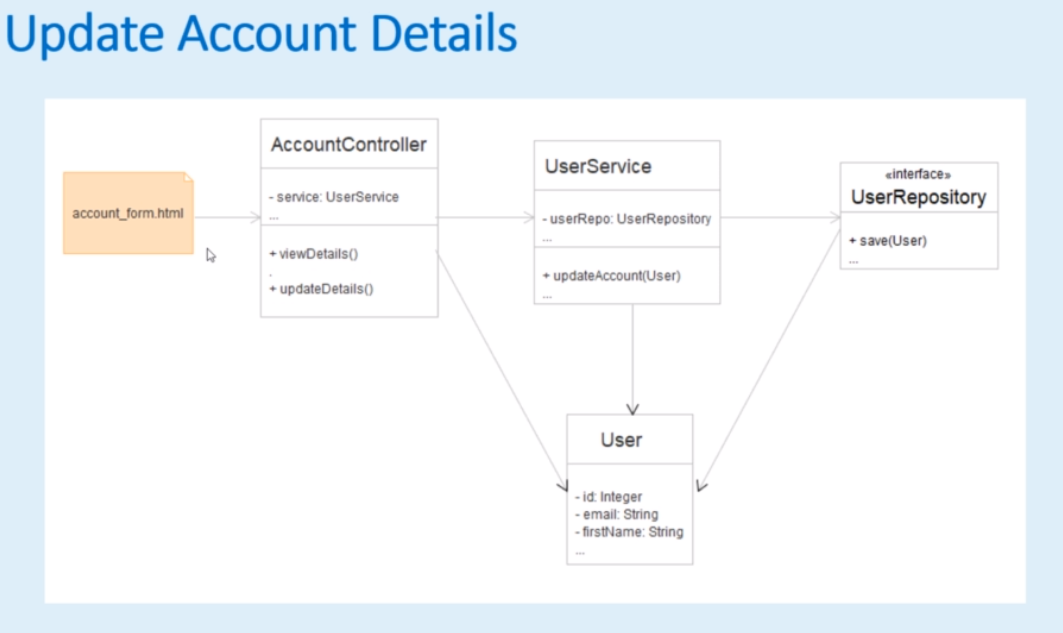 Update Account Details
account_form.html
AccountController
- service: UserService
...
+ viewDetails()
.
+ updateDetails()
UserService
- userRepo: UserRepository
...
+ updateAccount(User)
...
«interface»
UserRepository
+ save(User)
...
User
- id: Integer
- email: String
- firstName: String
...